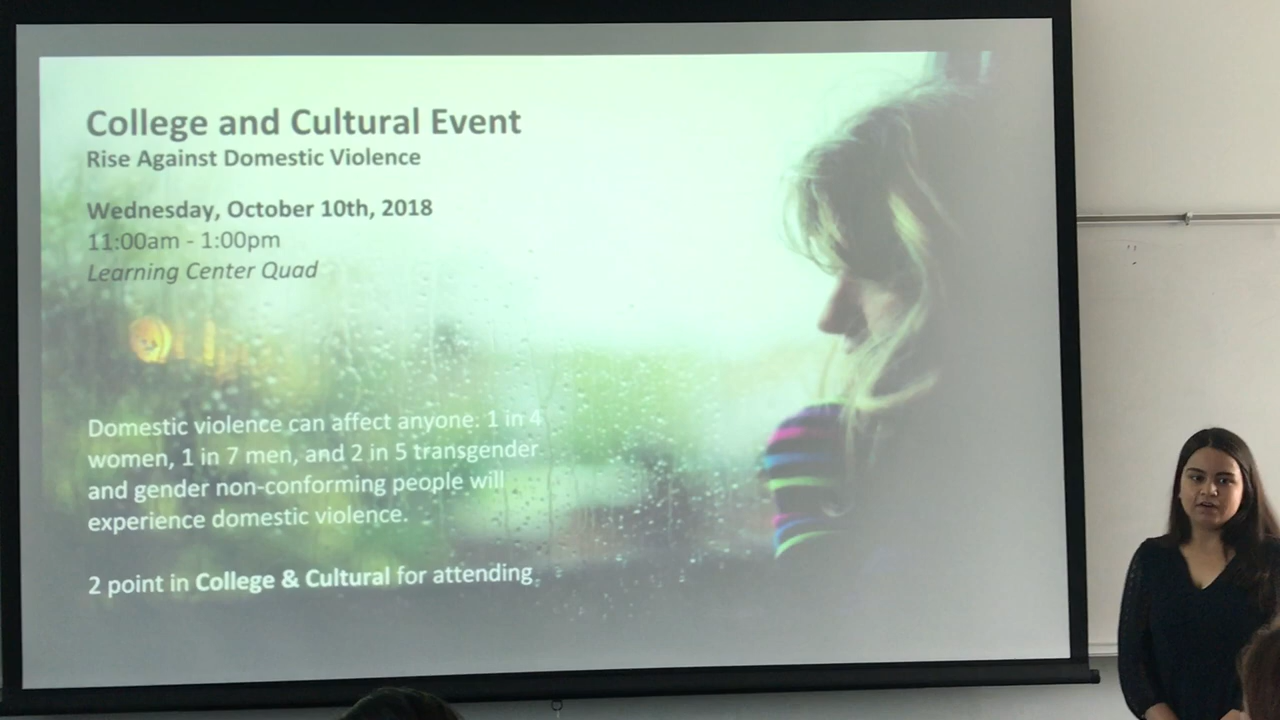 College and Cultural Event
Rise Against Domestic Violence
Wednesday, October 10th, 2018
11:00am - 1:00pm
Learning Center Quad
Domestic violence can affect anyone: 1 in 4
women, 1 in 7 men, and 2 in 5 transgender
and gender non-conforming people will
experience domestic violence.
2 point in College & Cultural for attending